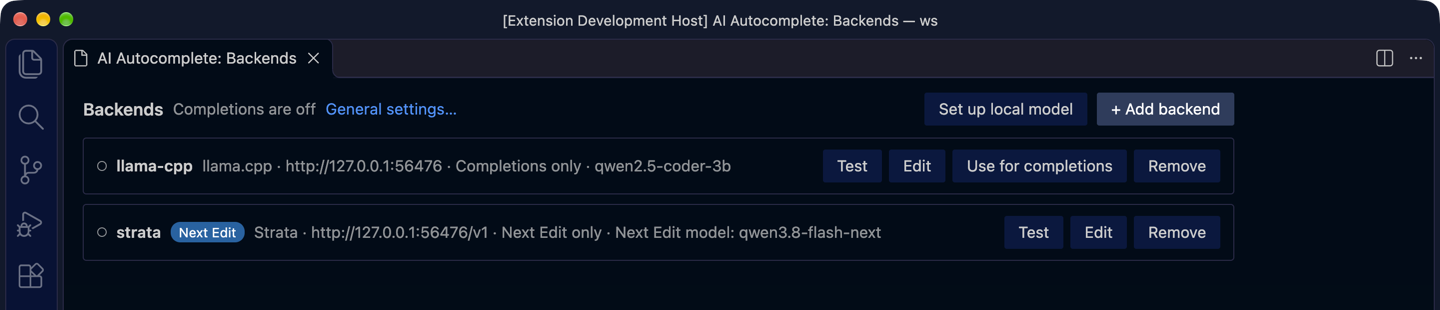 [Extension Development Host] AI Autocomplete: Backends — ws
AI Autocomplete: Backends
Backends Completions are off General settings... Set up local model + Add backend
llama-cpp llama.cpp · http://127.0.0.1:56476 · Completions only · qwen2.5-coder-3b Test Edit Use for completions Remove
strata Next Edit Strata · http://127.0.0.1:56476/v1 · Next Edit only · Next Edit model: qwen3.8-flash-next Test Edit Remove